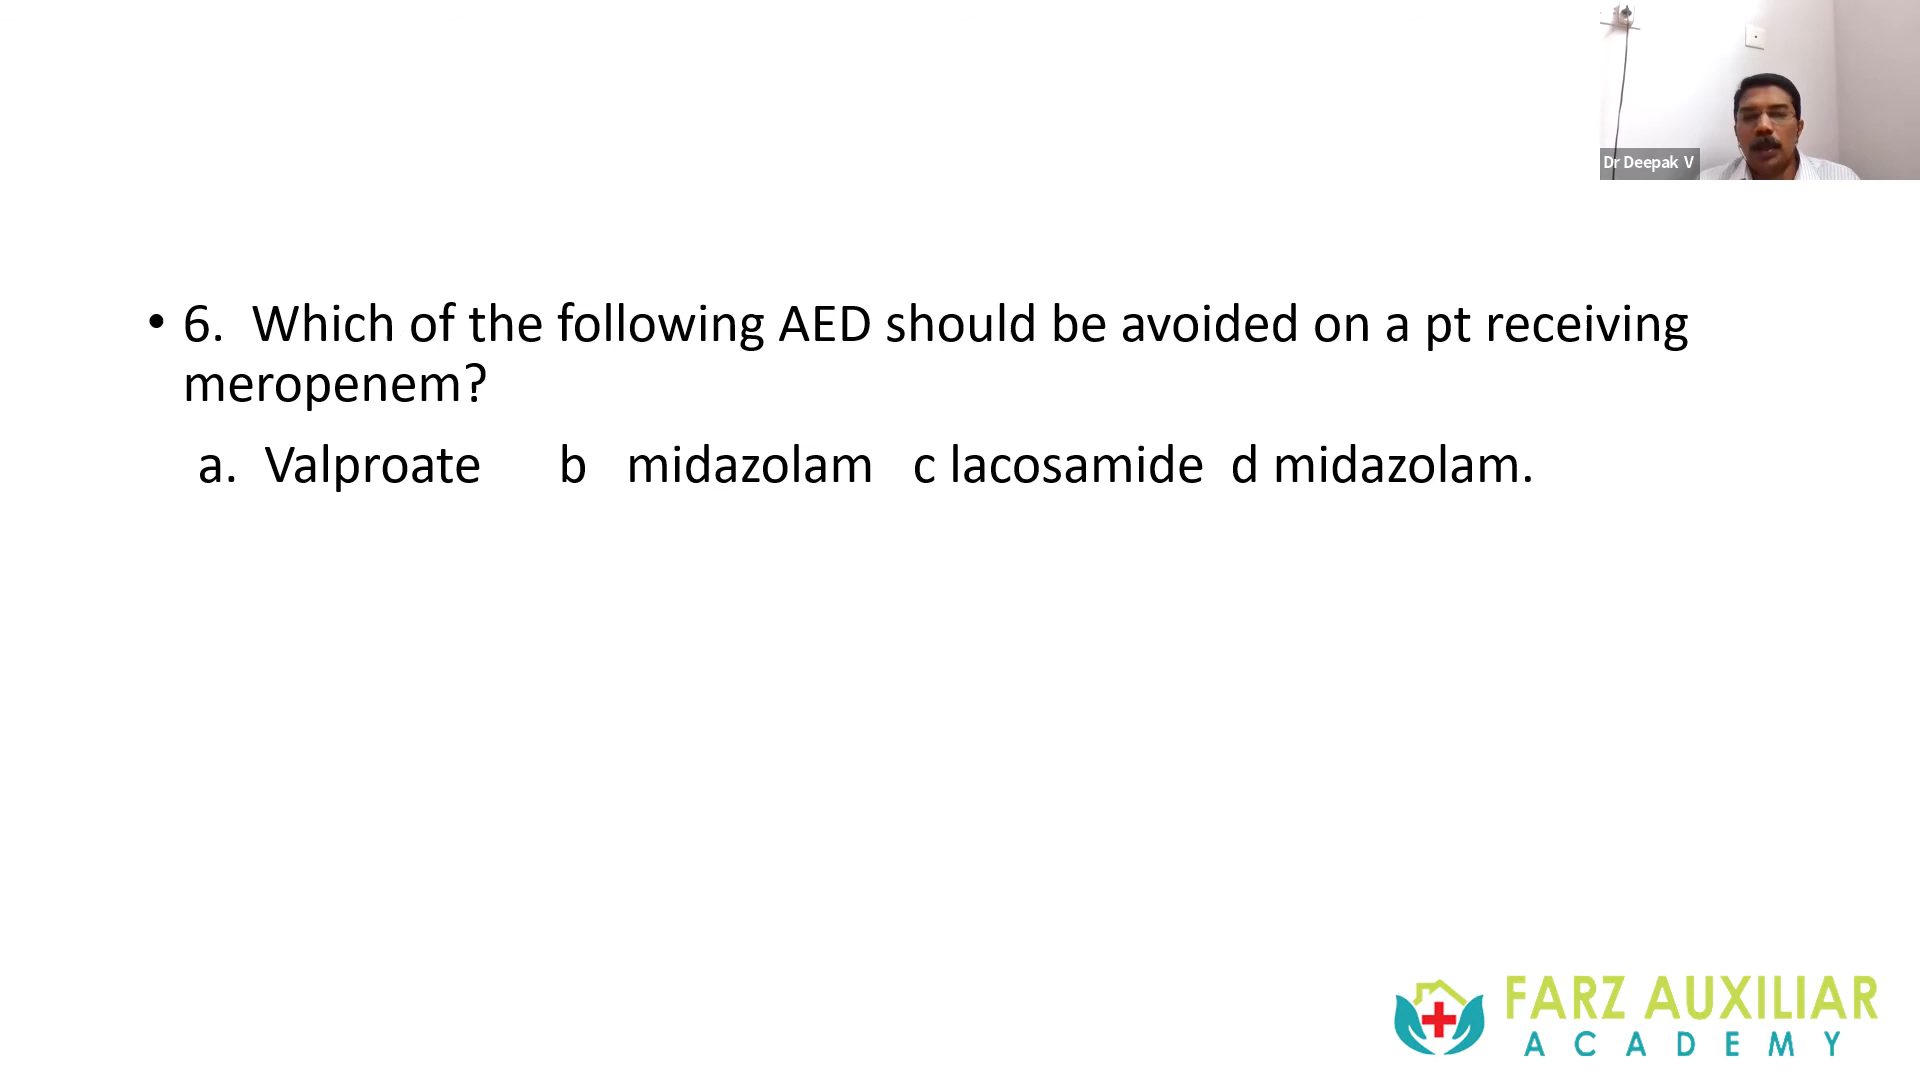 Dr Deepak V
• 6. Which of the following AED should be avoided on a pt receiving
meropenem?
a. Valproate b midazolam c lacosamide d midazolam.
FARZ AUXILIAR
ACADEMY